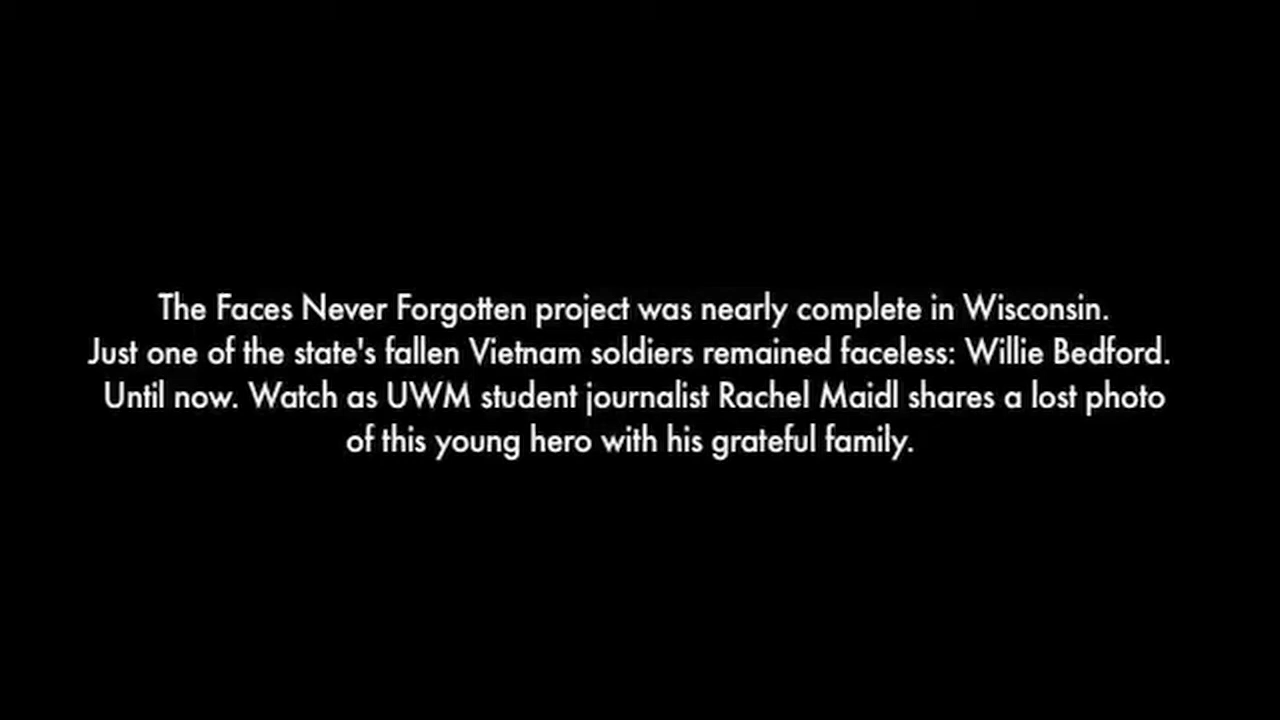 The Faces Never Forgotten project was nearly complete in Wisconsin.
Just one of the state's fallen Vietnam soldiers remained faceless: Willie Bedford.
Until now. Watch as UWM student journalist Rachel Maidl shares a lost photo
of this young hero with his grateful family.